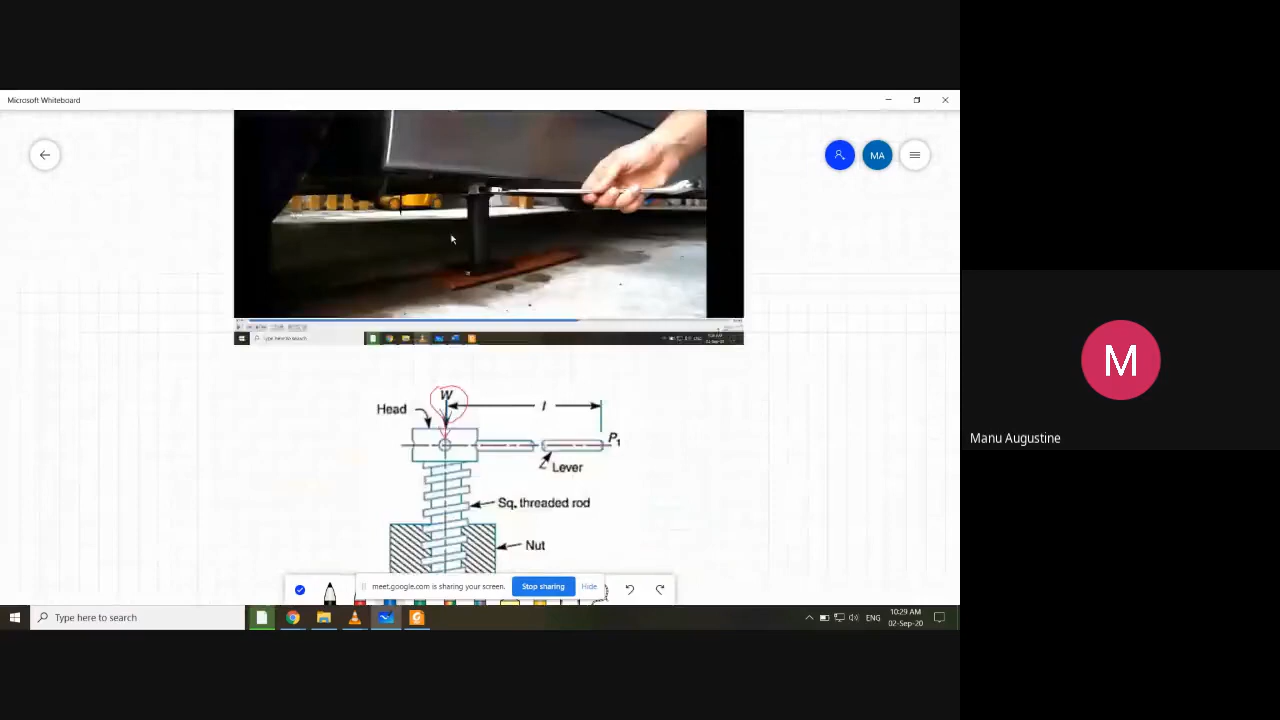 Microsoft Whiteboard
MA
W
Head
l
P1
Lever
Sq. threaded rod
Nut
meet.google.com is sharing your screen.
Stop sharing
Hide
Type here to search
ENG
10:29 AM
02-Sep-20
M
Manu Augustine